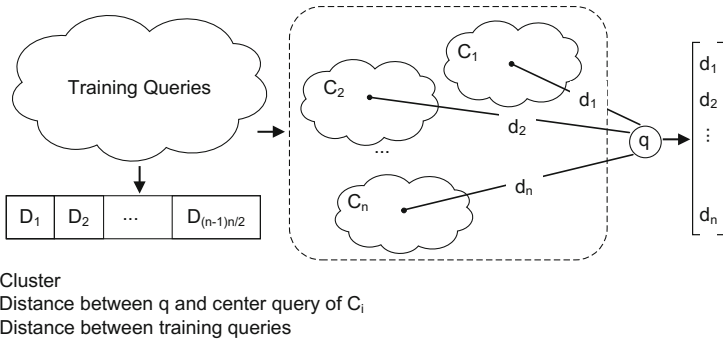 Training Queries
C₁
C₂
...
Cₙ
d₁
d₂
dₙ
q
d₁
d₂
⋮
dₙ
D₁ D₂ ... D₍ₙ₋₁₎ₙ/₂
Cluster
Distance between q and center query of Cᵢ
Distance between training queries